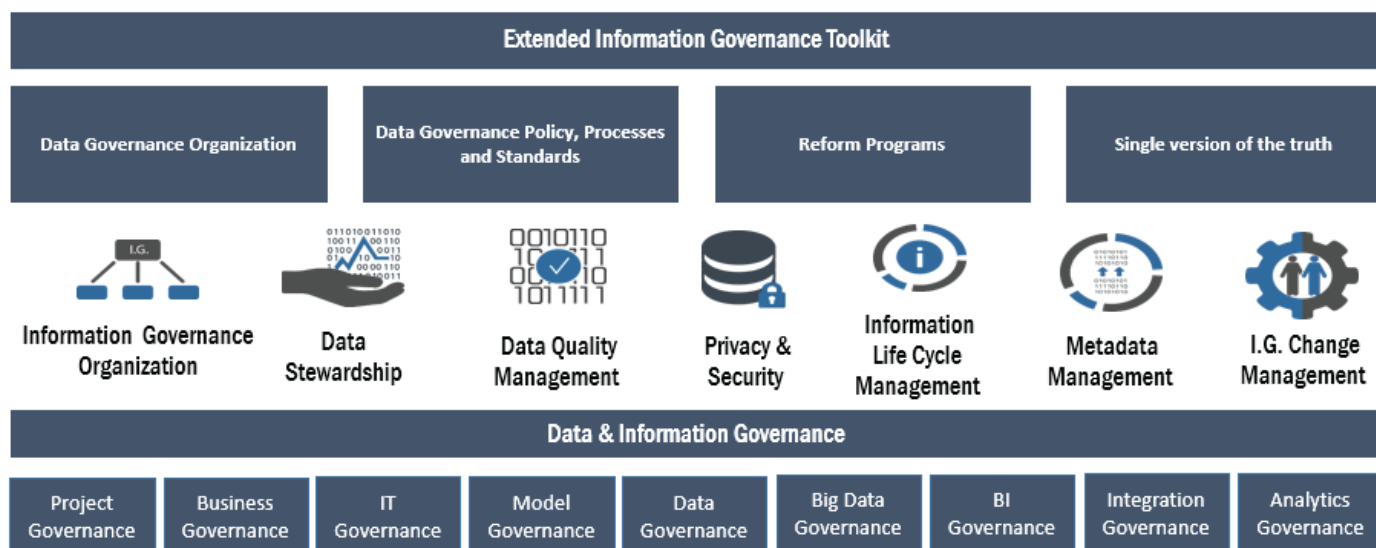 Extended Information Governance Toolkit
Data Governance Organization
Data Governance Policy, Processes
and Standards
Reform Programs
Single version of the truth
I.G.
Information Governance
Organization
Data
Stewardship
Data Quality
Management
Privacy &
Security
Information
Life Cycle
Management
Metadata
Management
I.G. Change
Management
Data & Information Governance
Project
Governance
Business
Governance
IT
Governance
Model
Governance
Data
Governance
Big Data
Governance
BI
Governance
Integration
Governance
Analytics
Governance